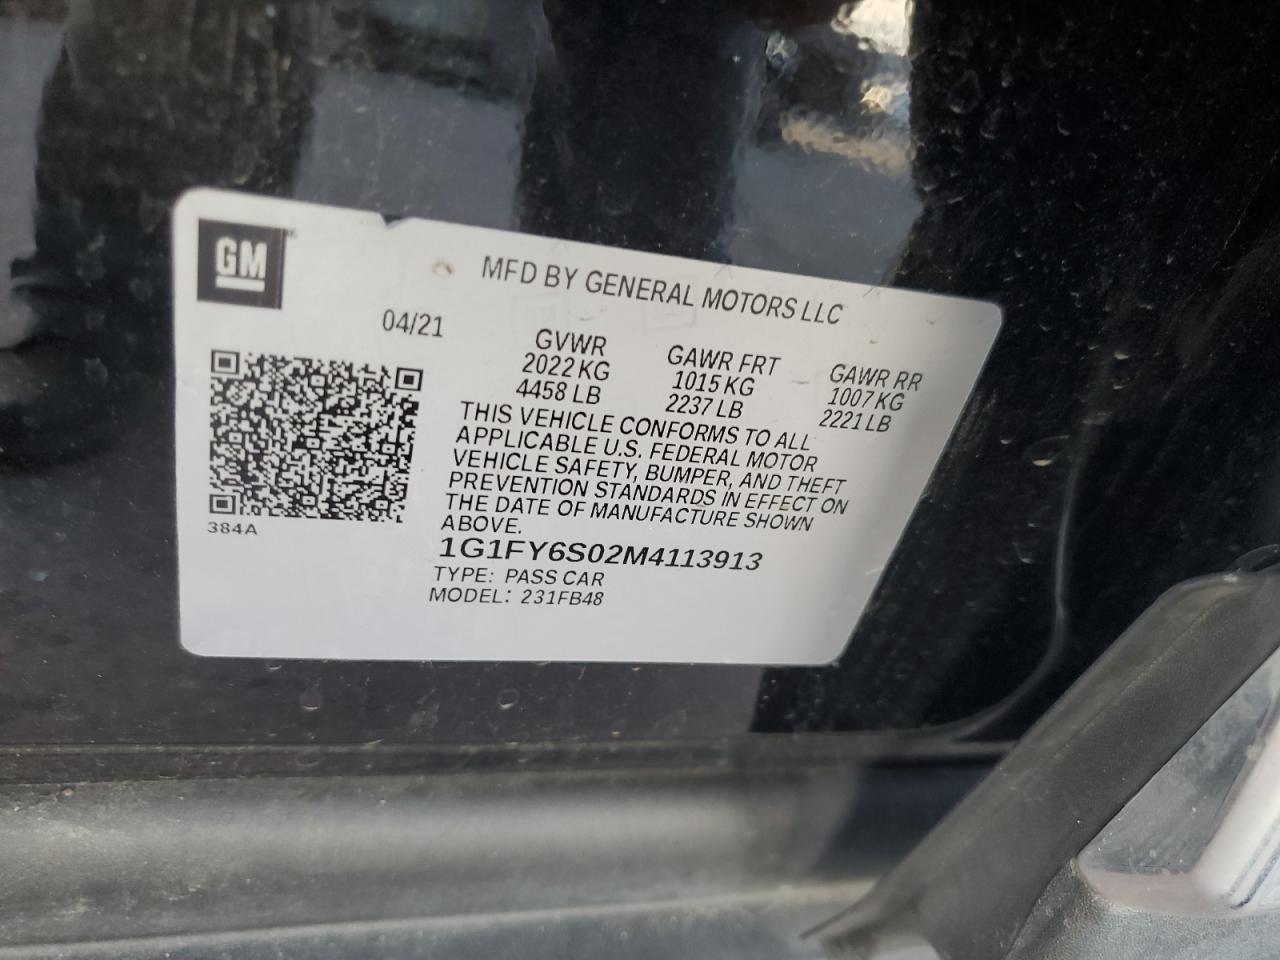 GM
MFD BY GENERAL MOTORS LLC
04/21
GVWR
2022 KG
4458 LB
GAWR FRT
1015 KG
2237 LB
GAWR RR
1007 KG
2221 LB
THIS VEHICLE CONFORMS TO ALL
APPLICABLE U.S. FEDERAL MOTOR
VEHICLE SAFETY, BUMPER, AND THEFT
PREVENTION STANDARDS IN EFFECT ON
THE DATE OF MANUFACTURE SHOWN
ABOVE.
384A
1G1FY6S02M4113913
TYPE: PASS CAR
MODEL: 231FB48